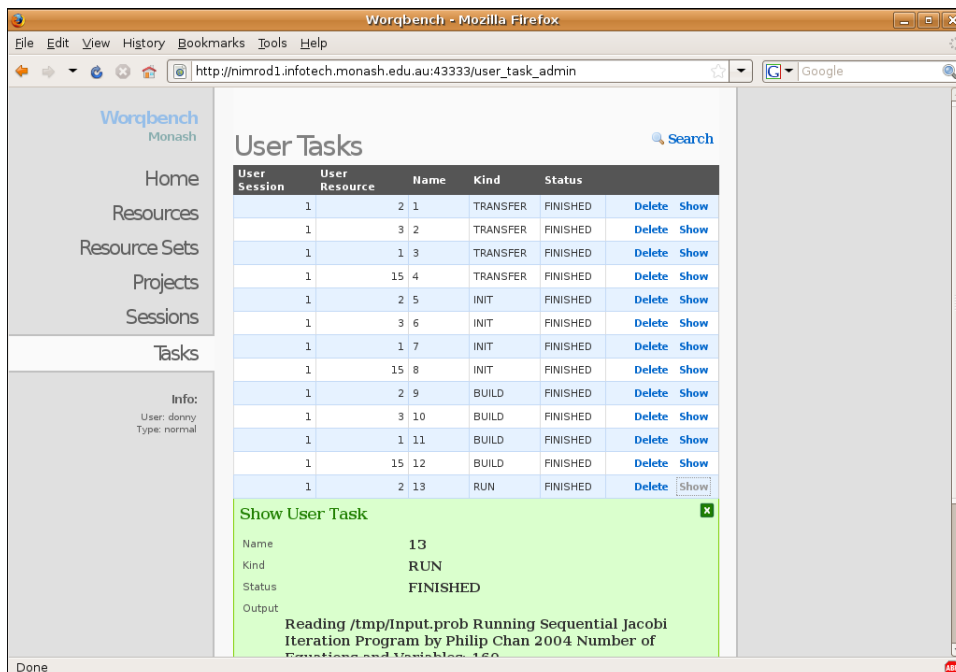 Worqbench - Mozilla Firefox
File Edit View History Bookmarks Tools Help
http://nimrod1.infotech.monash.edu.au:43333/user_task_admin
G Google
Worqbench
Monash
Home
Resources
Resource Sets
Projects
Sessions
Tasks
Info:
User: donny
Type: normal
User Tasks
Search
User Session User Resource Name Kind Status
1 2 1 TRANSFER FINISHED Delete Show
1 3 2 TRANSFER FINISHED Delete Show
1 1 3 TRANSFER FINISHED Delete Show
1 15 4 TRANSFER FINISHED Delete Show
1 2 5 INIT FINISHED Delete Show
1 3 6 INIT FINISHED Delete Show
1 1 7 INIT FINISHED Delete Show
1 15 8 INIT FINISHED Delete Show
1 2 9 BUILD FINISHED Delete Show
1 3 10 BUILD FINISHED Delete Show
1 1 11 BUILD FINISHED Delete Show
1 15 12 BUILD FINISHED Delete Show
1 2 13 RUN FINISHED Delete Show
Show User Task
Name 13
Kind RUN
Status FINISHED
Output
Reading /tmp/Input.prob Running Sequential Jacobi
Iteration Program by Philip Chan 2004 Number of
Equations and Variables: 160
Done